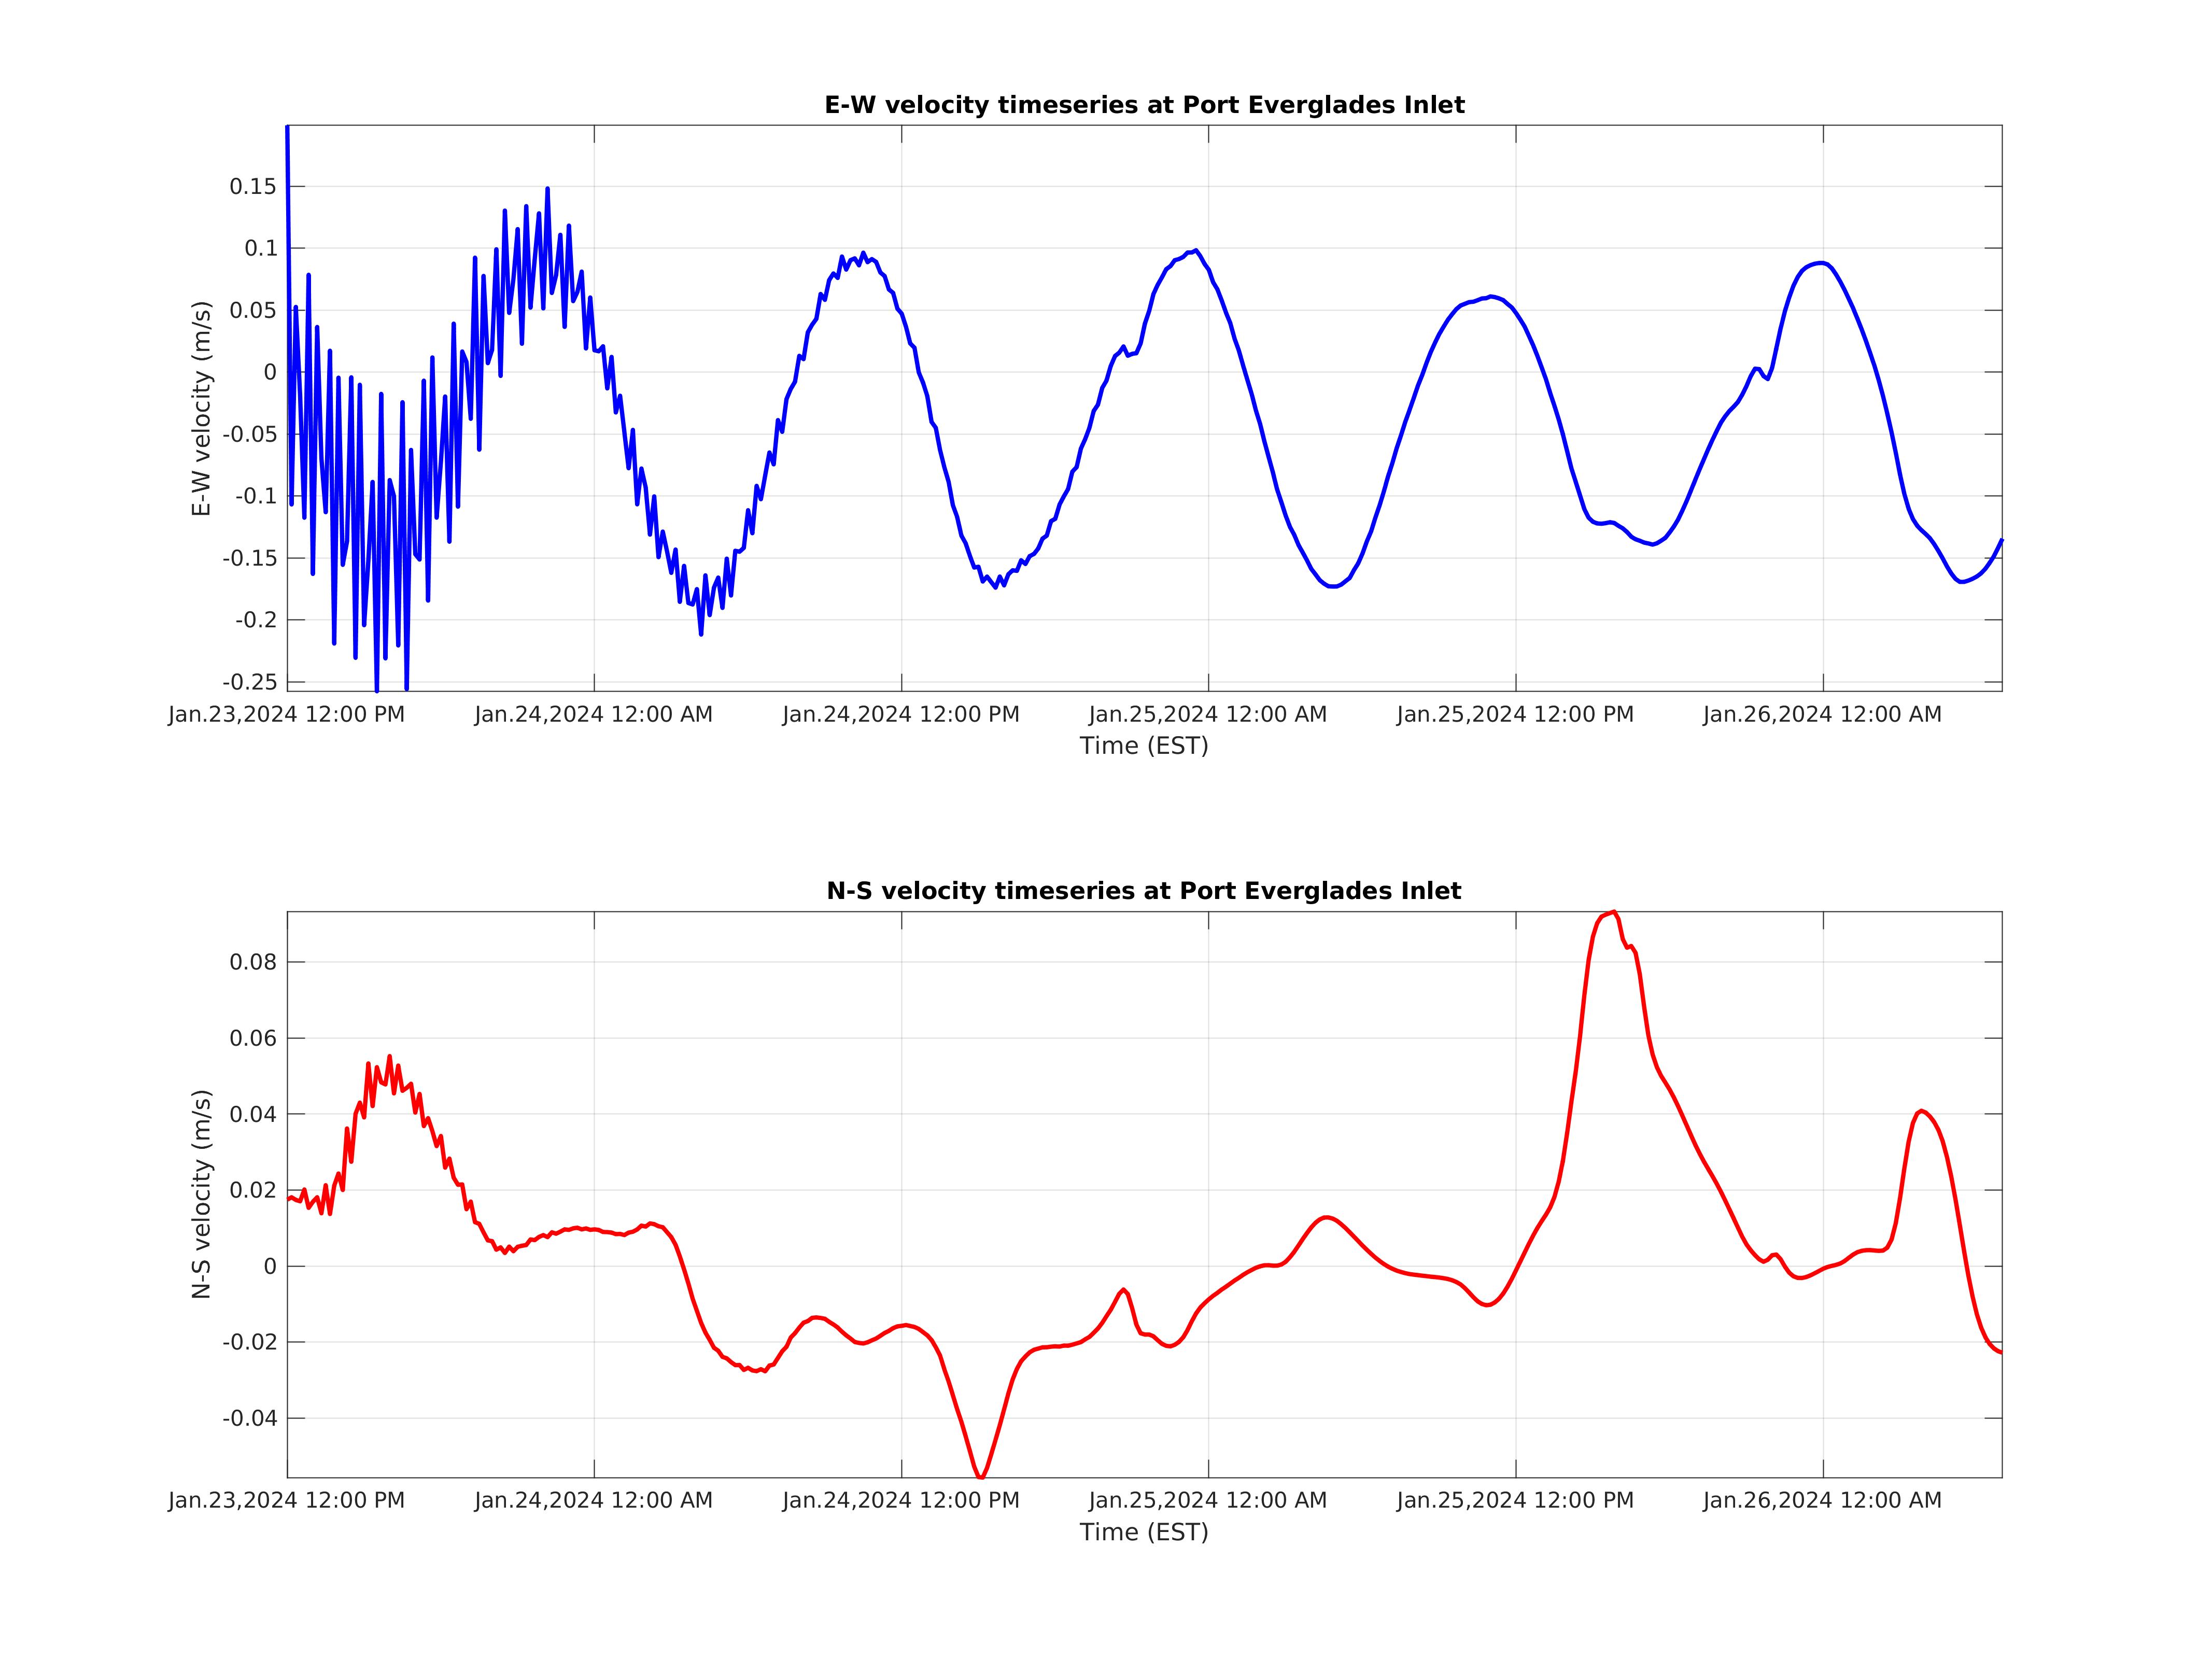 E-W velocity timeseries at Port Everglades Inlet
E-W velocity (m/s)
0.15
0.1
0.05
0
-0.05
-0.1
-0.15
-0.2
-0.25
Jan.23,2024 12:00 PM Jan.24,2024 12:00 AM Jan.24,2024 12:00 PM Jan.25,2024 12:00 AM Jan.25,2024 12:00 PM Jan.26,2024 12:00 AM
Time (EST)
N-S velocity timeseries at Port Everglades Inlet
N-S velocity (m/s)
0.08
0.06
0.04
0.02
0
-0.02
-0.04
Jan.23,2024 12:00 PM Jan.24,2024 12:00 AM Jan.24,2024 12:00 PM Jan.25,2024 12:00 AM Jan.25,2024 12:00 PM Jan.26,2024 12:00 AM
Time (EST)